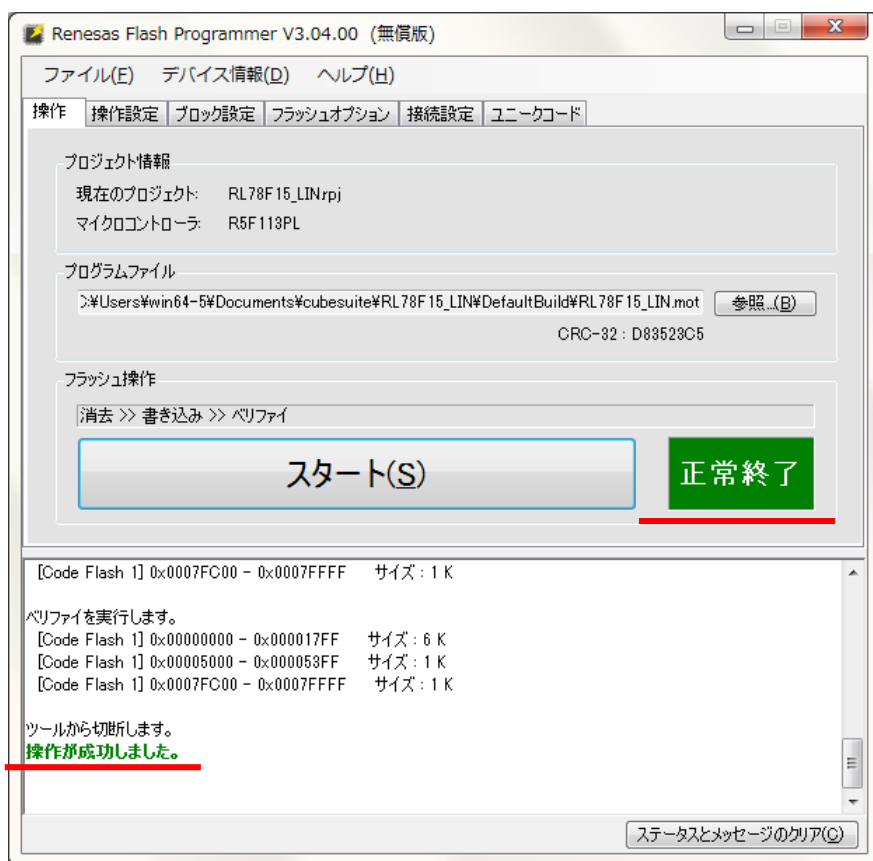 Renesas Flash Programmer V3.04.00 (無償版)
ファイル(F) デバイス情報(D) ヘルプ(H)
操作 操作設定 ブロック設定 フラッシュオプション 接続設定 ユニークコード
プロジェクト情報
現在のプロジェクト: RL78F15_LIN.rpj
マイクロコントローラ: R5F113PL
プログラムファイル
:¥Users¥win64-5¥Documents¥cubesuite¥RL78F15_LIN¥DefaultBuild¥RL78F15_LIN.mot 参照...(B)
CRC-32 : D83523C5
フラッシュ操作
消去 >> 書き込み >> ベリファイ
スタート(S) 正常終了
[Code Flash 1] 0x0007FC00 - 0x0007FFFF サイズ : 1 K
ベリファイを実行します。
[Code Flash 1] 0x00000000 - 0x000017FF サイズ : 6 K
[Code Flash 1] 0x00005000 - 0x000053FF サイズ : 1 K
[Code Flash 1] 0x0007FC00 - 0x0007FFFF サイズ : 1 K
ツールから切断します。
操作が成功しました。
ステータスとメッセージのクリア(C)